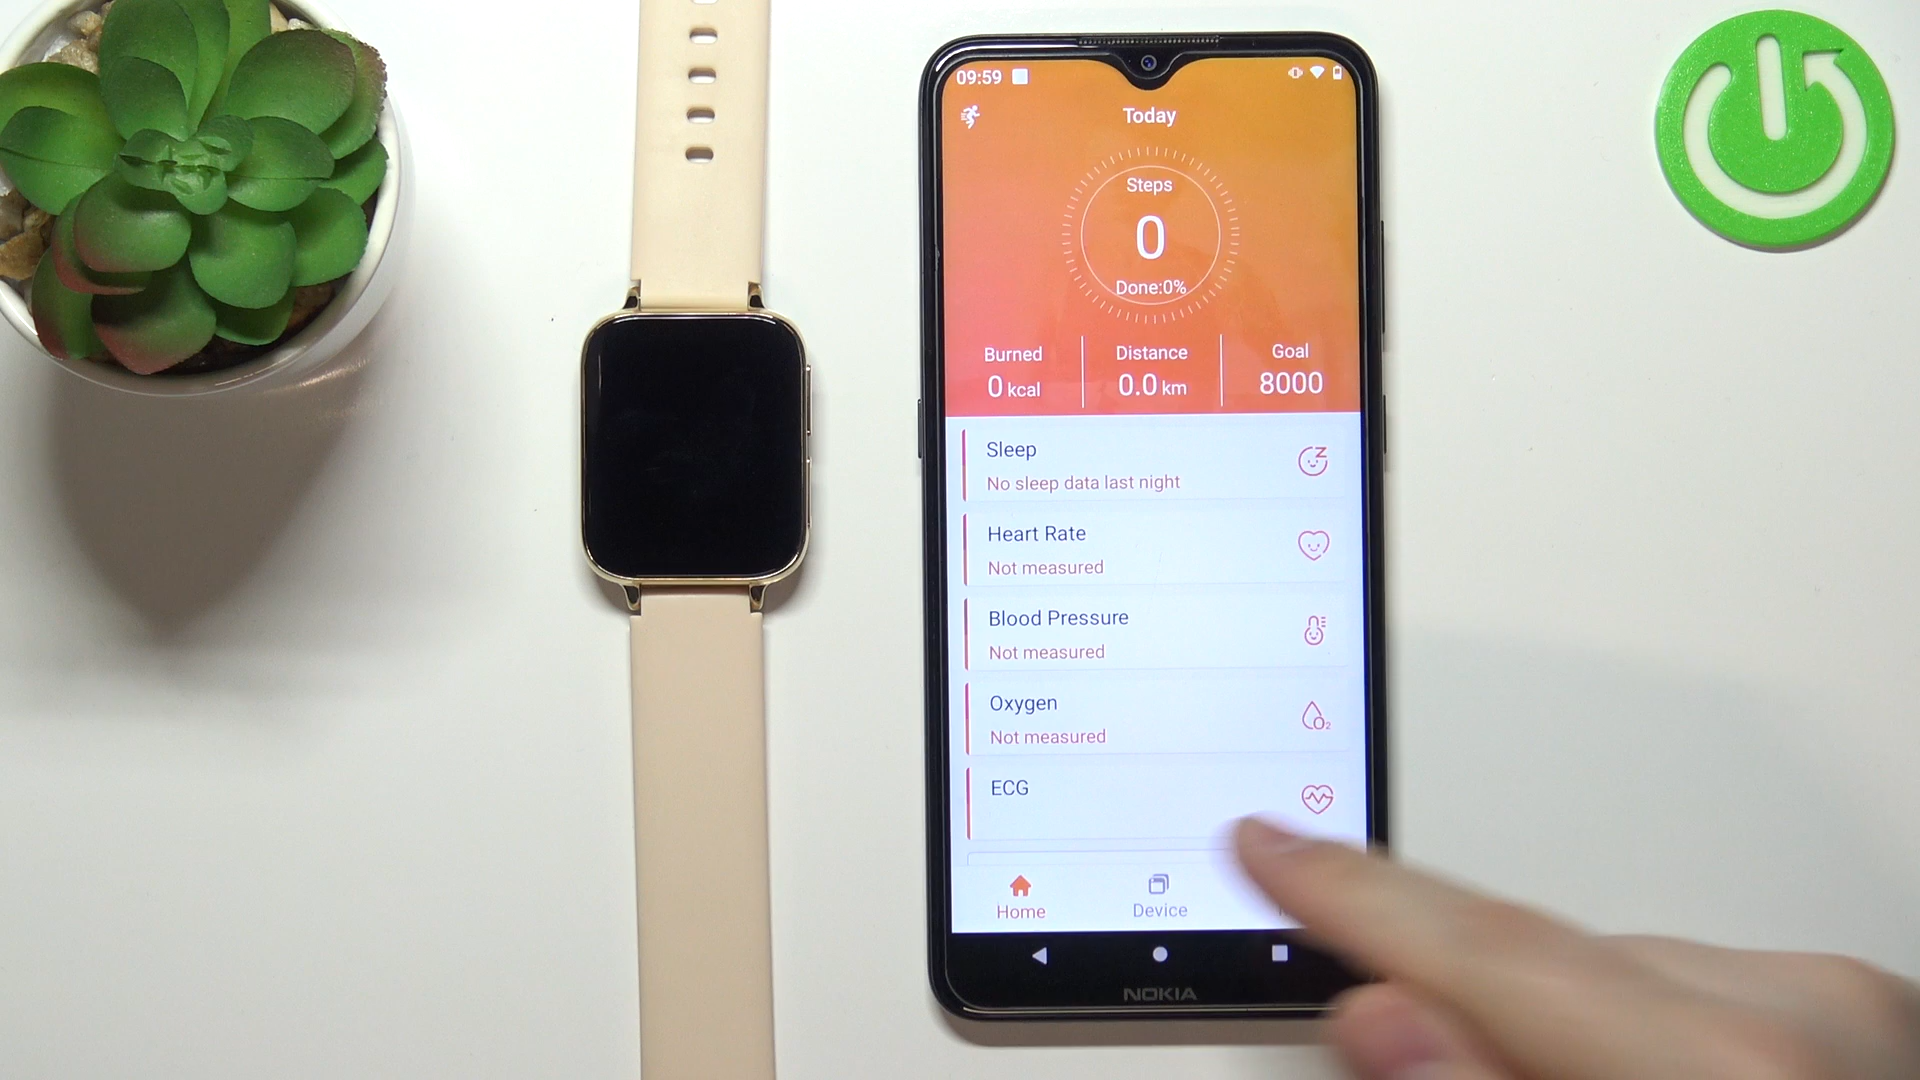 09:59
Today
Steps
0
Done:0%
Burned
0 kcal
Distance
0.0 km
Goal
8000
Sleep
No sleep data last night
Heart Rate
Not measured
Blood Pressure
Not measured
Oxygen
Not measured
O2
ECG
Home
Device
NOKIA